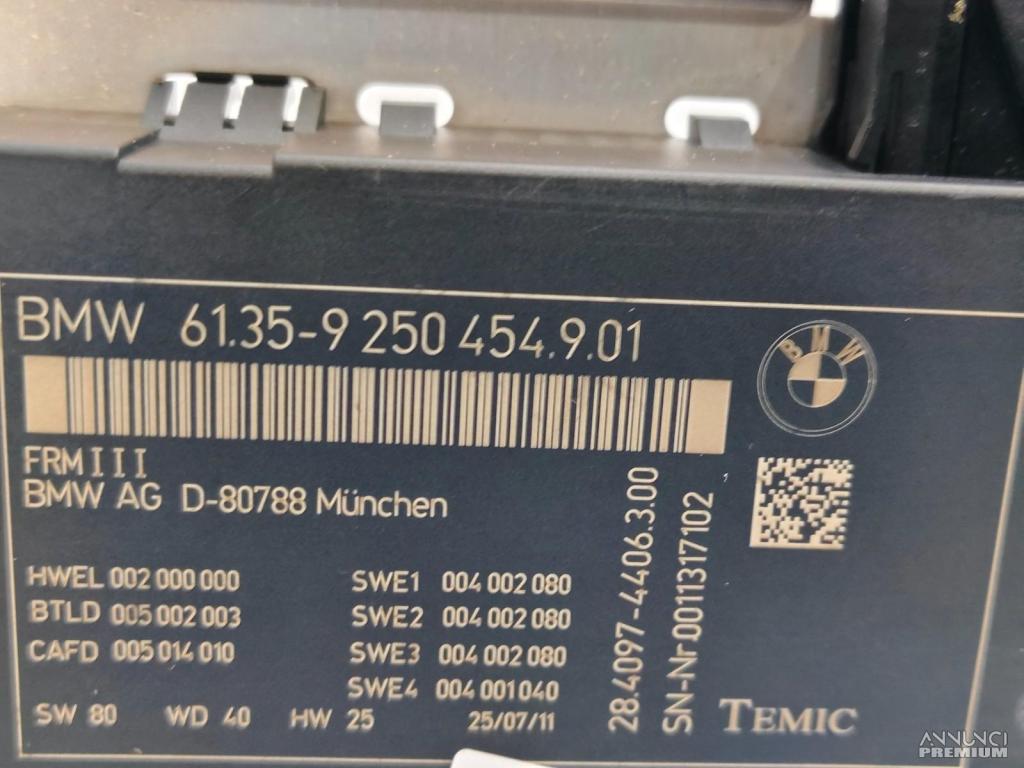 BMW 61.35-9 250 454.9.01
BMW
FRM III
BMW AG D-80788 München
HWEL 002 000 000
BTLD 005 002 003
CAFD 005 014 010
SWE1 004 002 080
SWE2 004 002 080
SWE3 004 002 080
SWE4 004 001 040
SW 80 WD 40 HW 25 25/07/11
28.4097-4406.3.00
SN-Nr0011317102
TEMIC
ANNUNCI
PREMIUM